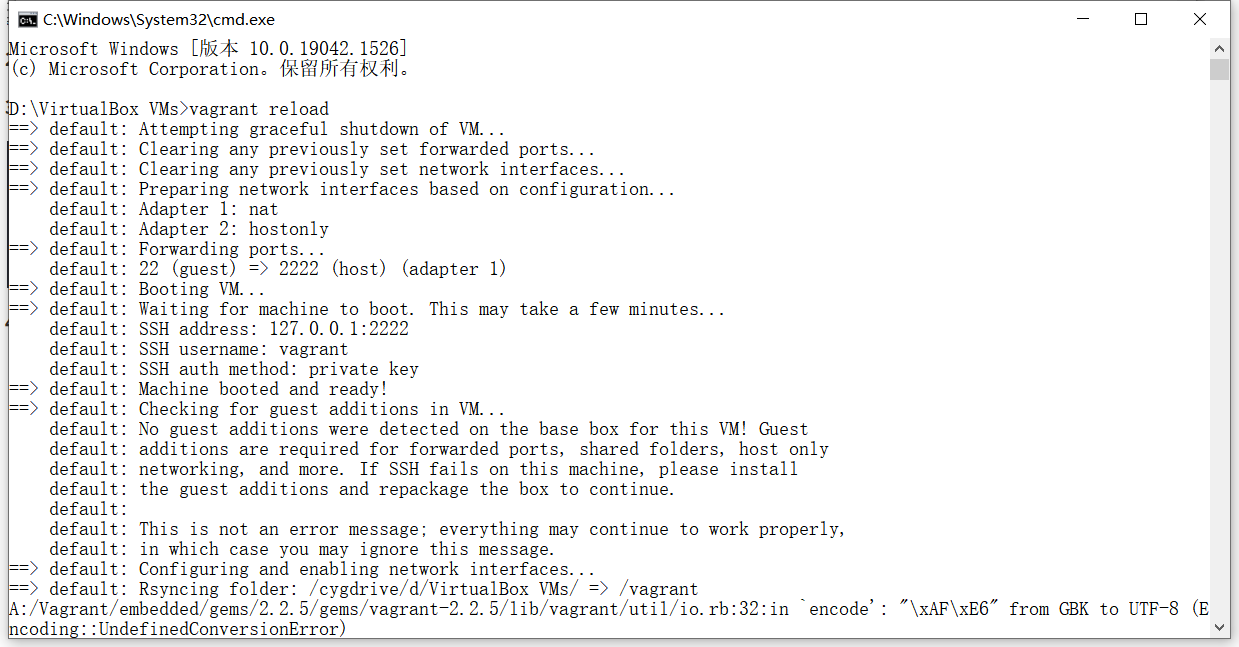 C:\Windows\System32\cmd.exe
Microsoft Windows [版本 10.0.19042.1526]
(c) Microsoft Corporation。保留所有权利。
D:\VirtualBox VMs>vagrant reload
==> default: Attempting graceful shutdown of VM...
==> default: Clearing any previously set forwarded ports...
==> default: Clearing any previously set network interfaces...
==> default: Preparing network interfaces based on configuration...
default: Adapter 1: nat
default: Adapter 2: hostonly
==> default: Forwarding ports...
default: 22 (guest) => 2222 (host) (adapter 1)
==> default: Booting VM...
==> default: Waiting for machine to boot. This may take a few minutes...
default: SSH address: 127.0.0.1:2222
default: SSH username: vagrant
default: SSH auth method: private key
==> default: Machine booted and ready!
==> default: Checking for guest additions in VM...
default: No guest additions were detected on the base box for this VM! Guest
default: additions are required for forwarded ports, shared folders, host only
default: networking, and more. If SSH fails on this machine, please install
default: the guest additions and repackage the box to continue.
default:
default: This is not an error message; everything may continue to work properly,
default: in which case you may ignore this message.
==> default: Configuring and enabling network interfaces...
==> default: Rsyncing folder: /cygdrive/d/VirtualBox VMs/ => /vagrant
A:/Vagrant/embedded/gems/2.2.5/gems/vagrant-2.2.5/lib/vagrant/util/io.rb:32:in `encode': "\xAF\xE6" from GBK to UTF-8 (E
ncoding::UndefinedConversionError)